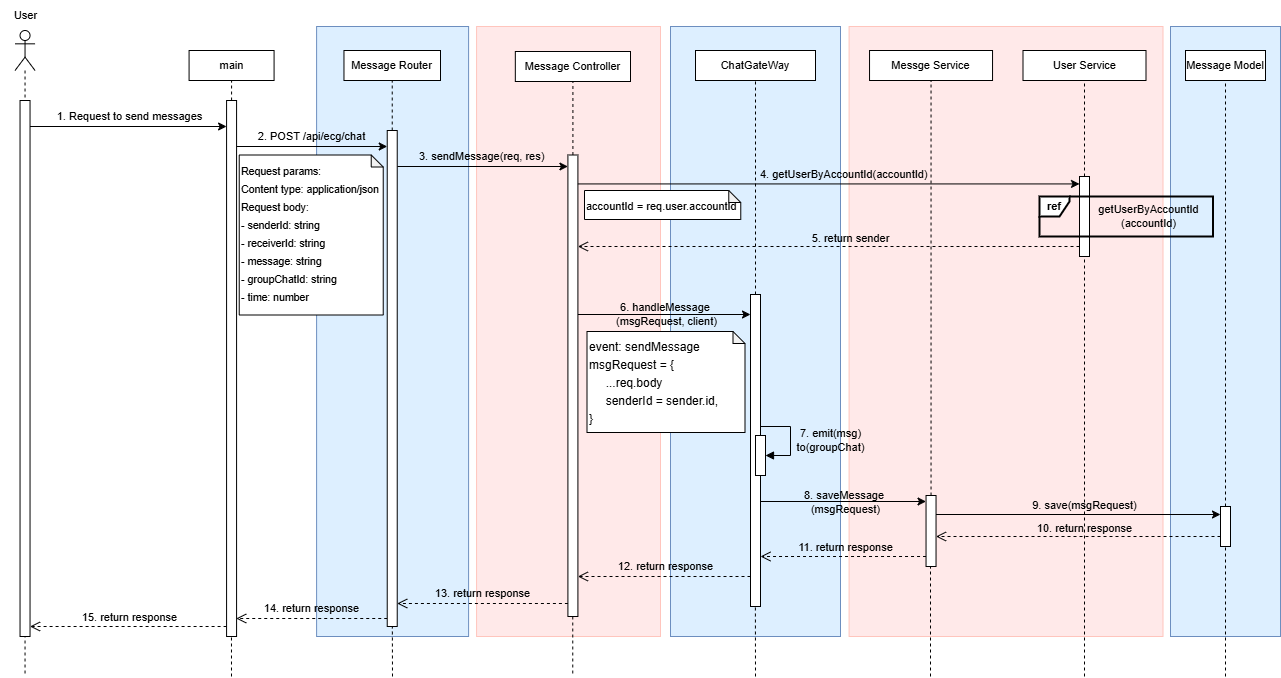 User
main
Message Router
Message Controller
ChatGateWay
Messge Service
User Service
Message Model
1. Request to send messages
2. POST /api/ecg/chat
Request params:
Content type: application/json
Request body:
- senderId: string
- receiverId: string
- message: string
- groupChatId: string
- time: number
3. sendMessage(req, res)
4. getUserByAccountId(accountId)
accountId = req.user.accountId
ref
getUserByAccountId
(accountId)
5. return sender
6. handleMessage
(msgRequest, client)
event: sendMessage
msgRequest = {
...req.body
senderId = sender.id,
}
7. emit(msg)
to(groupChat)
8. saveMessage
(msgRequest)
9. save(msgRequest)
10. return response
11. return response
12. return response
13. return response
14. return response
15. return response